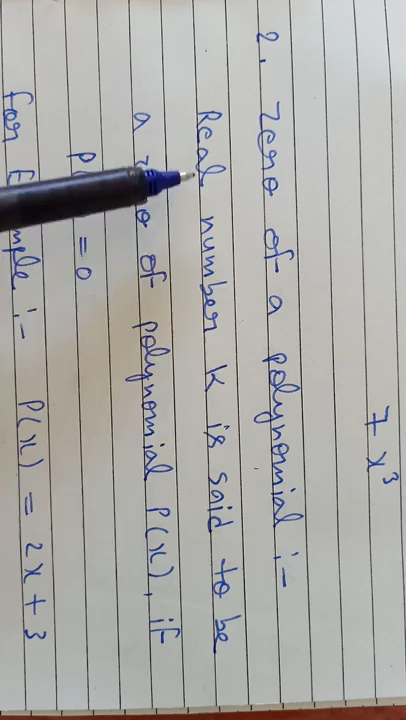 7x³
2. Zero of a polynomial :-
Real number K is said to be
a of polynomial P(x), if
= 0
for P(x) = 2x + 3